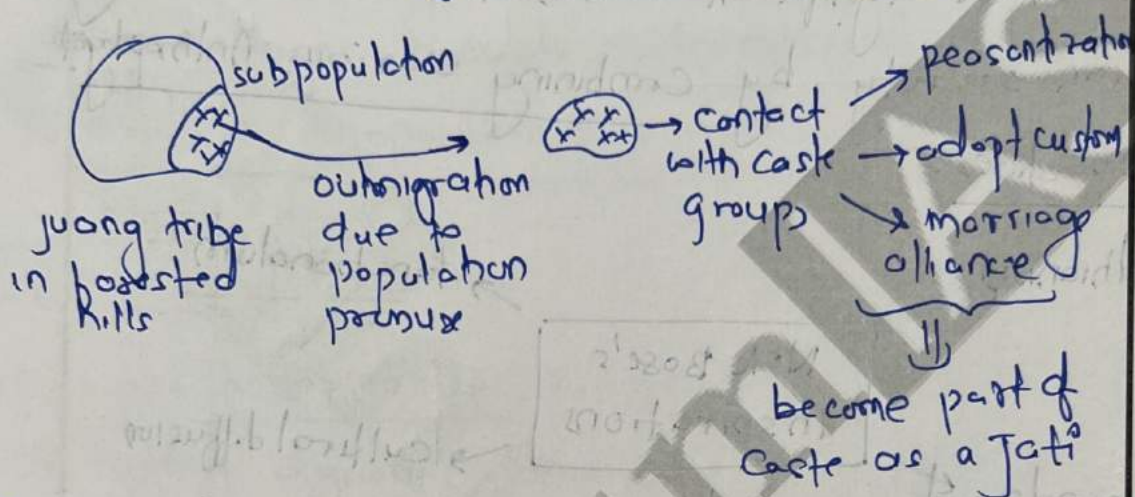 subpopulation
juang tribe
in forested
hills
outmigration
due to
population
pressure
contact
with caste
groups
peasantization
adopt custom
marriage
alliance
become part of
caste as a Jati